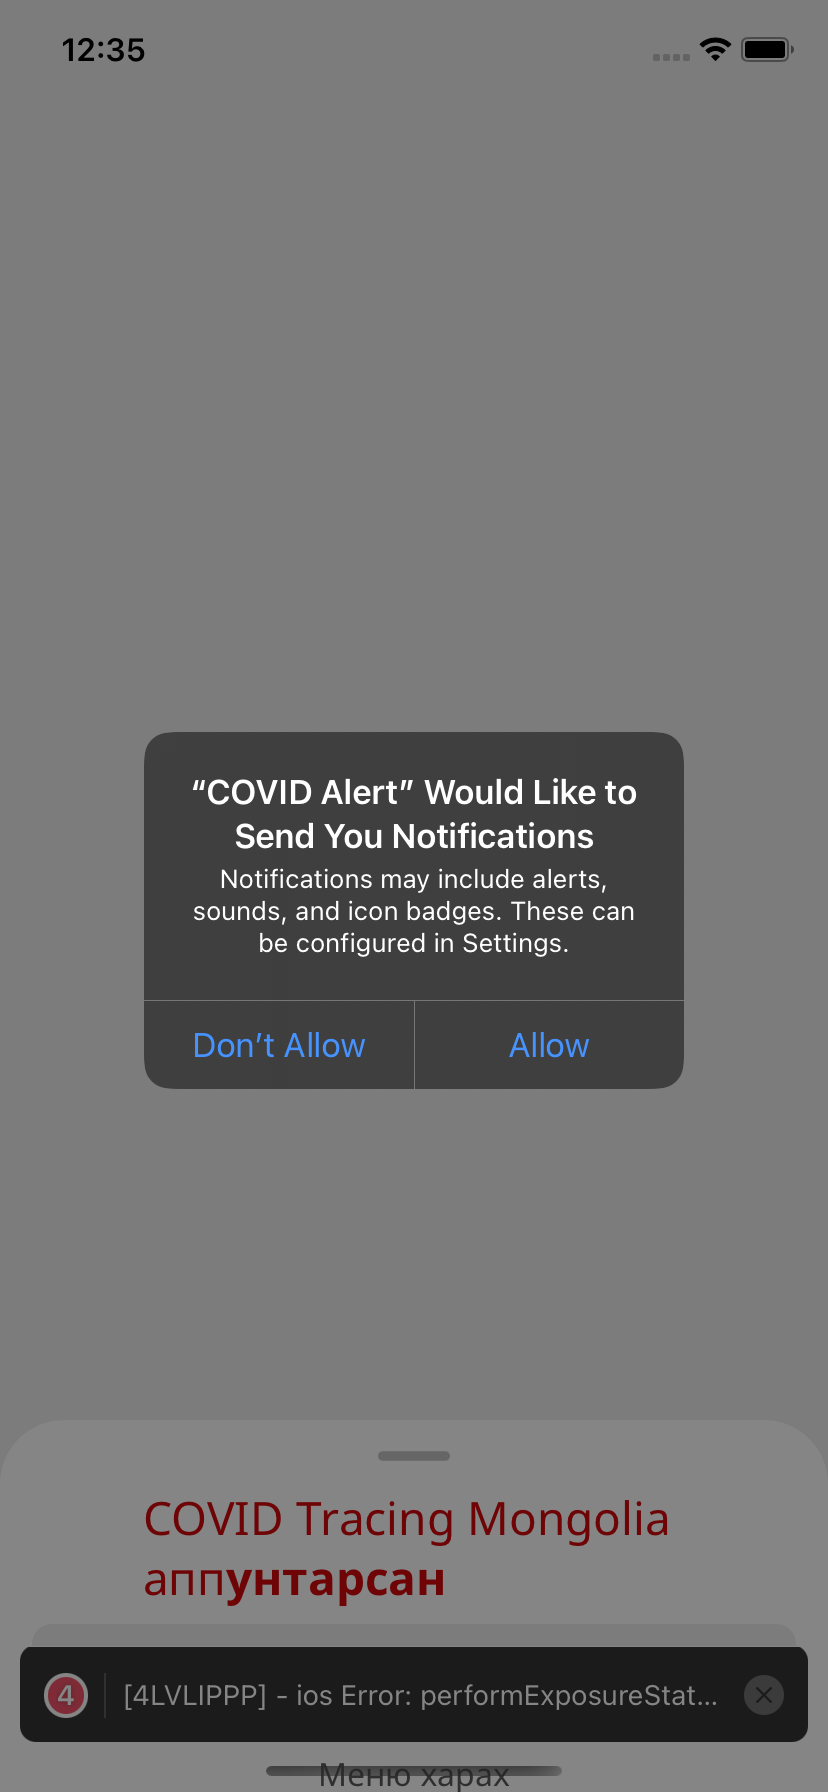 12:35
“COVID Alert” Would Like to
Send You Notifications
Notifications may include alerts,
sounds, and icon badges. These can
be configured in Settings.
Don’t Allow
Allow
COVID Tracing Mongolia
аппунтарсан
4
[4LVLIPPP] - ios Error: performExposureStat...
Меню харах